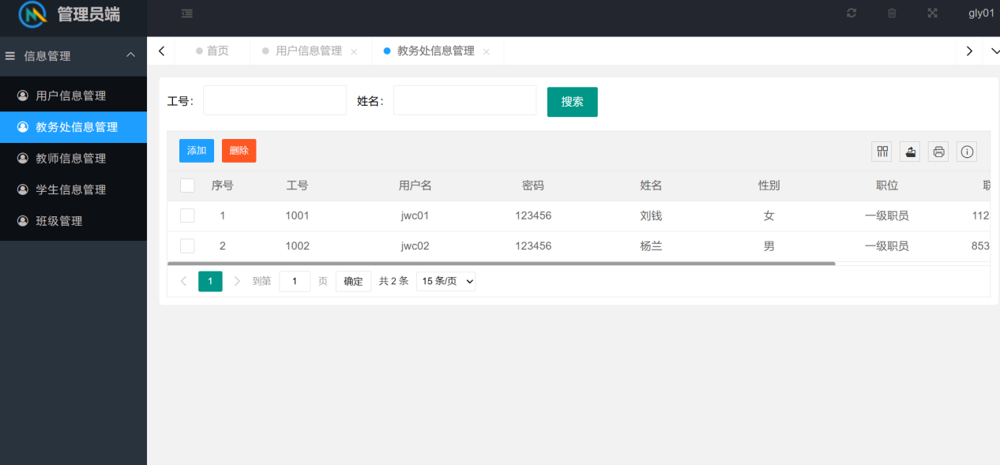 管理员端
gly01
信息管理
首页 用户信息管理 教务处信息管理
用户信息管理
教务处信息管理
教师信息管理
学生信息管理
班级管理
工号： 姓名： 搜索
添加 删除
序号 工号 用户名 密码 姓名 性别 职位
1 1001 jwc01 123456 刘钱 女 一级职员 112
2 1002 jwc02 123456 杨兰 男 一级职员 853
1 到第 1 页 确定 共 2 条 15 条/页